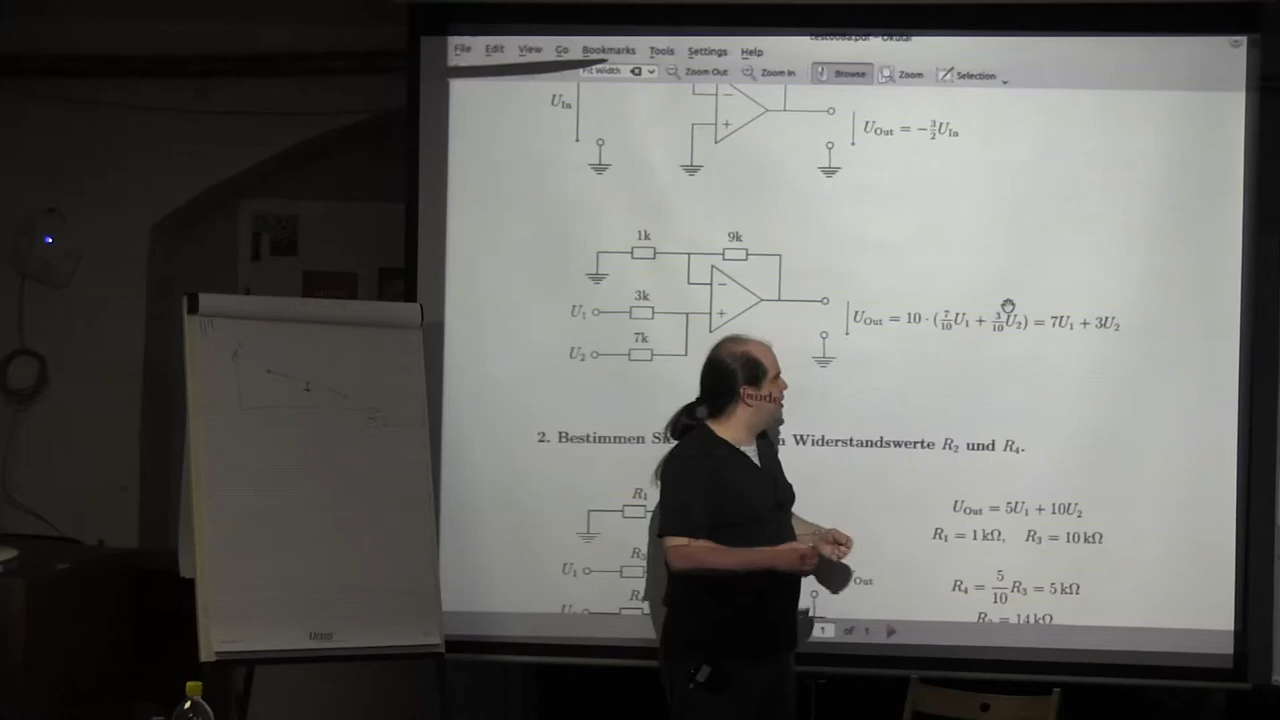 File Edit View Go Bookmarks Tools Settings Help
Fit Width Zoom Out Zoom In Browse Zoom Selection
U_In
−
+
U_Out = −3/2 U_In
1k 9k
3k
7k
U_1
U_2
−
+
U_Out = 10 · (7/10 U_1 + 3/10 U_2) = 7U_1 + 3U_2
2. Bestimmen Widerstandswerte R_2 und R_4.
R_1
U_1
U_Out = 5U_1 + 10U_2
R_1 = 1 kΩ, R_3 = 10 kΩ
R_4 = 5/10 R_3 = 5 kΩ
= 14 kΩ
Out
1 of 1